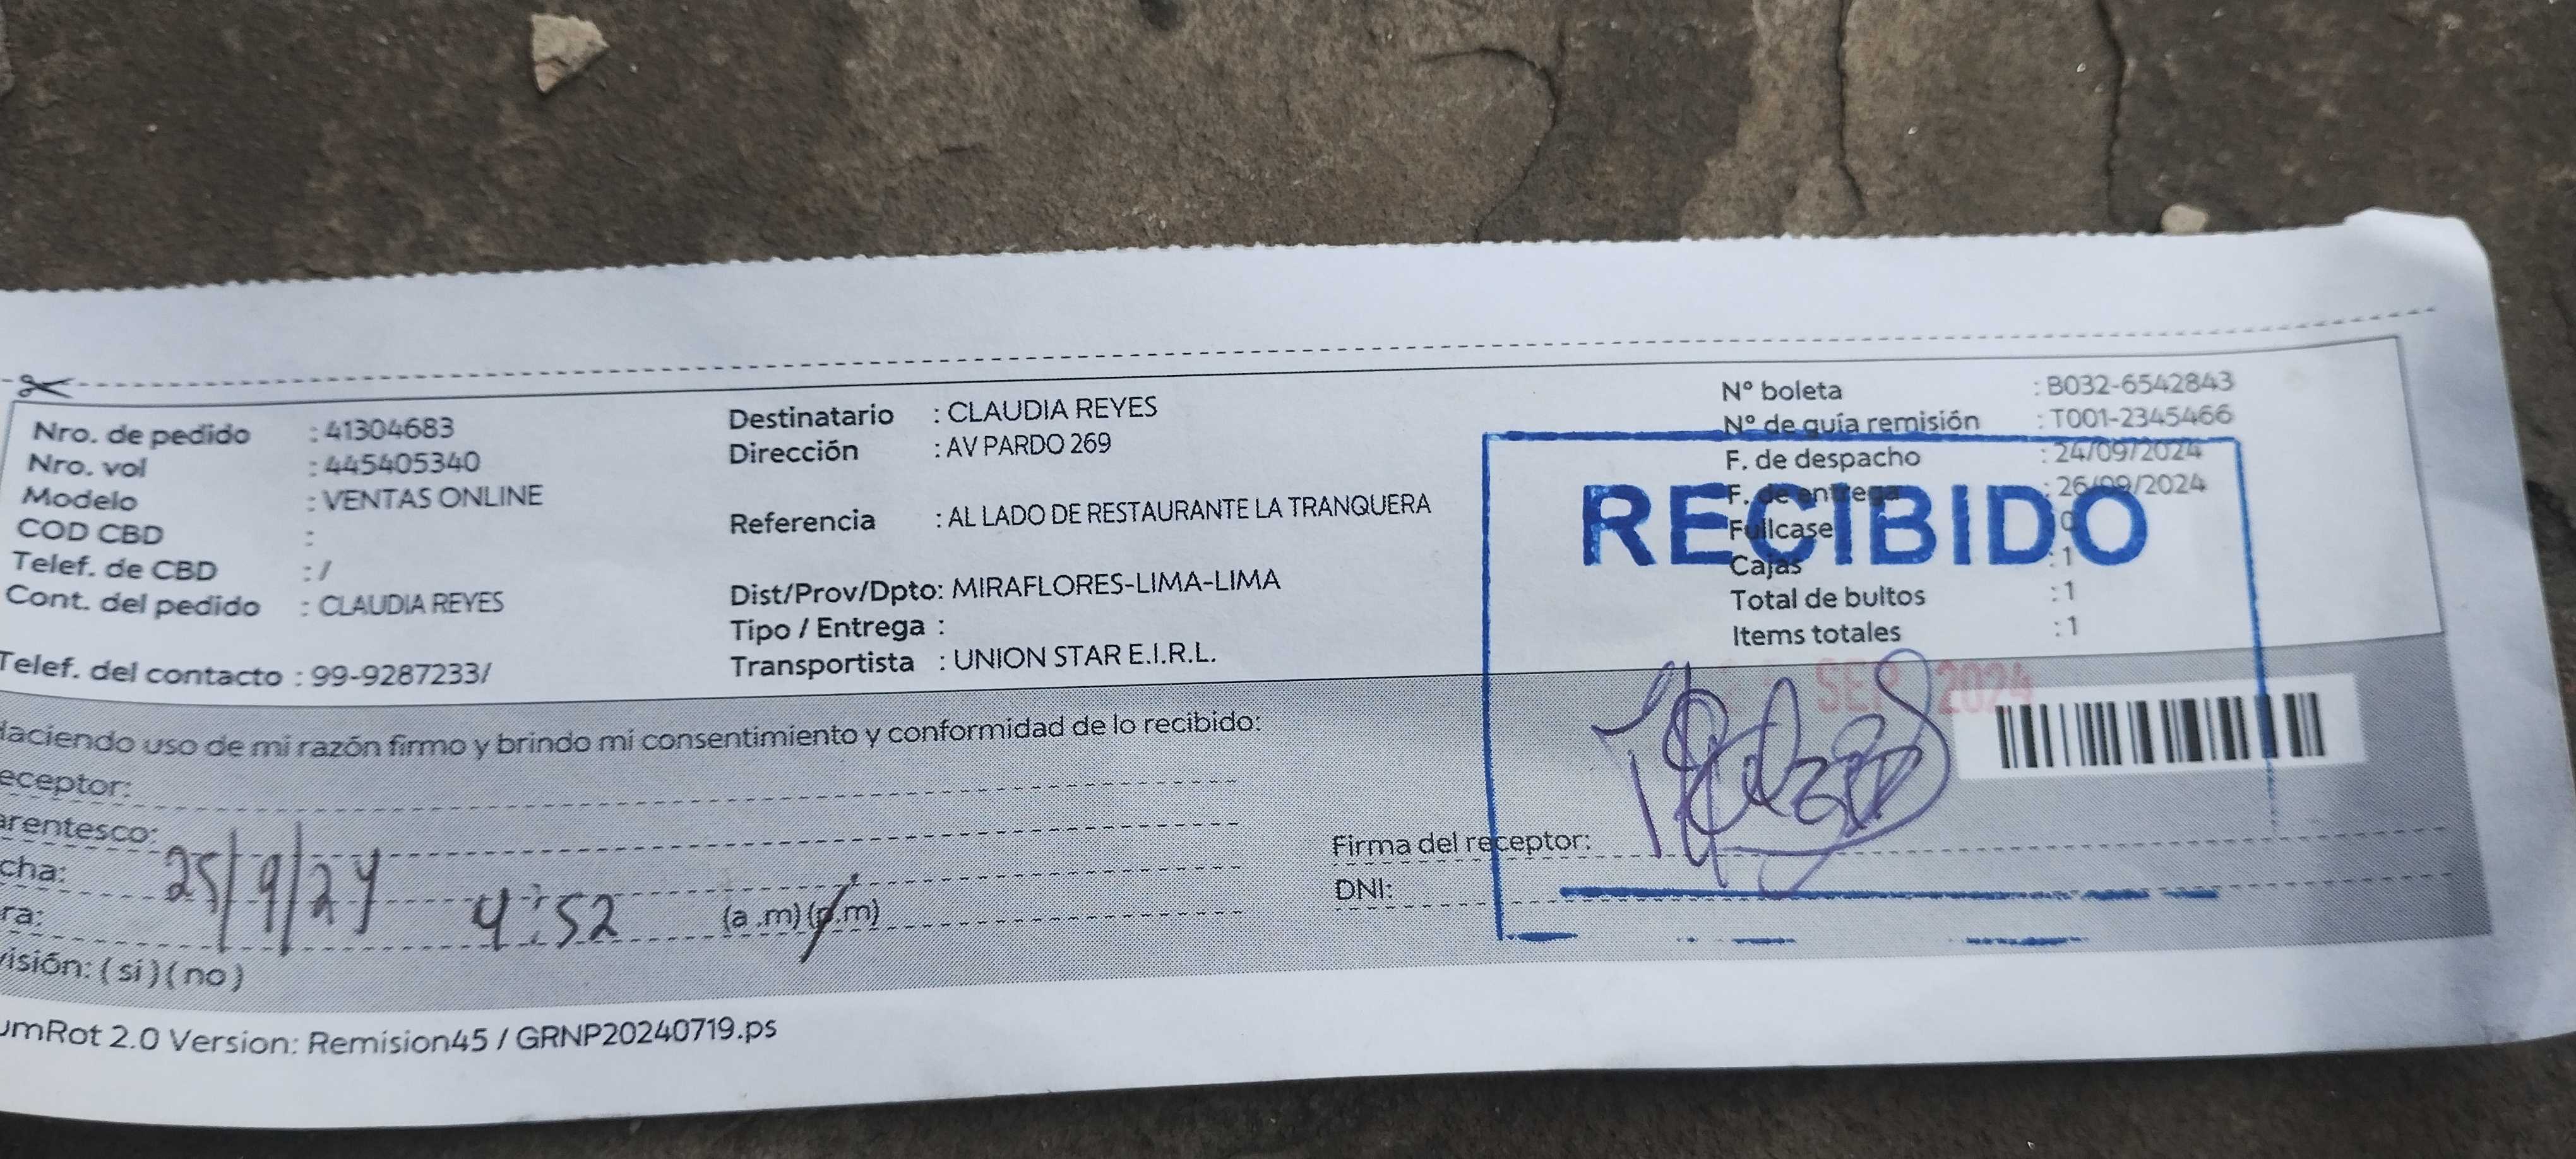 Nro. de pedido : 41304683
Nro. vol : 445405340
Modelo : VENTAS ONLINE
COD CBD :
Telef. de CBD : /
Cont. del pedido : CLAUDIA REYES
Telef. del contacto : 99-9287233/
Destinatario : CLAUDIA REYES
Dirección : AV PARDO 269
Referencia : AL LADO DE RESTAURANTE LA TRANQUERA
Dist/Prov/Dpto: MIRAFLORES-LIMA-LIMA
Tipo / Entrega :
Transportista : UNION STAR E.I.R.L.
Nº boleta : B032-6542843
Nº de guía remisión : T001-2345466
F. de despacho : 24/09/2024
F. de entrega : 26/09/2024
Fullcase : 0
Cajas : 1
Total de bultos : 1
Items totales : 1
RECIBIDO
SEP 2024
Haciendo uso de mi razón firmo y brindo mi consentimiento y conformidad de lo recibido:
eceptor:
arentesco:
cha: 25/9/24
ra: 4:52 (a .m) (p.m)
visión: ( si ) ( no )
Firma del receptor:
DNI:
umRot 2.0 Version: Remision45 / GRNP20240719.ps